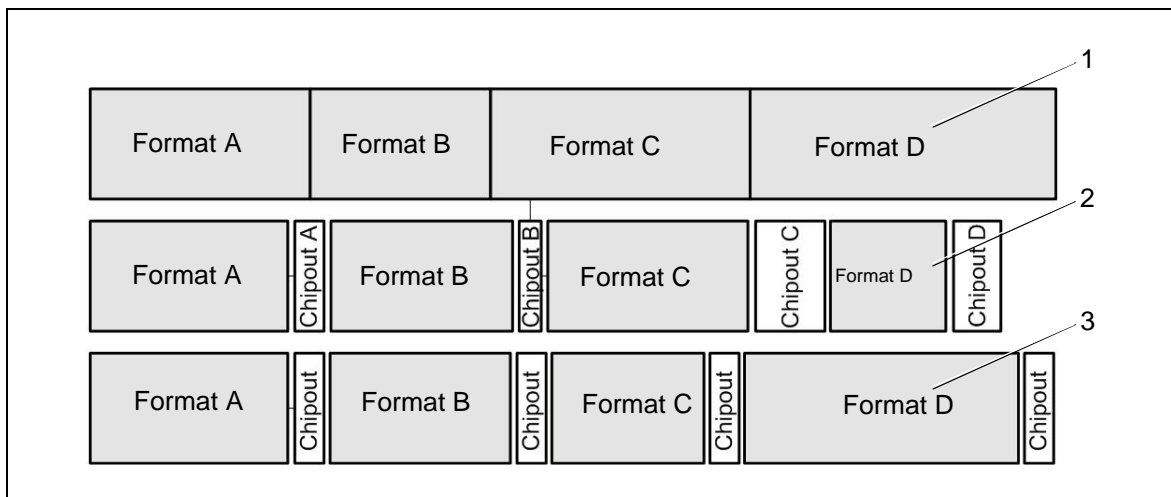 1
Format A
Format B
Format C
Format D
2
Format A
Chipout A
Format B
Chipout B
Format C
Chipout C
Format D
Chipout D
3
Format A
Chipout
Format B
Chipout
Format C
Chipout
Format D
Chipout